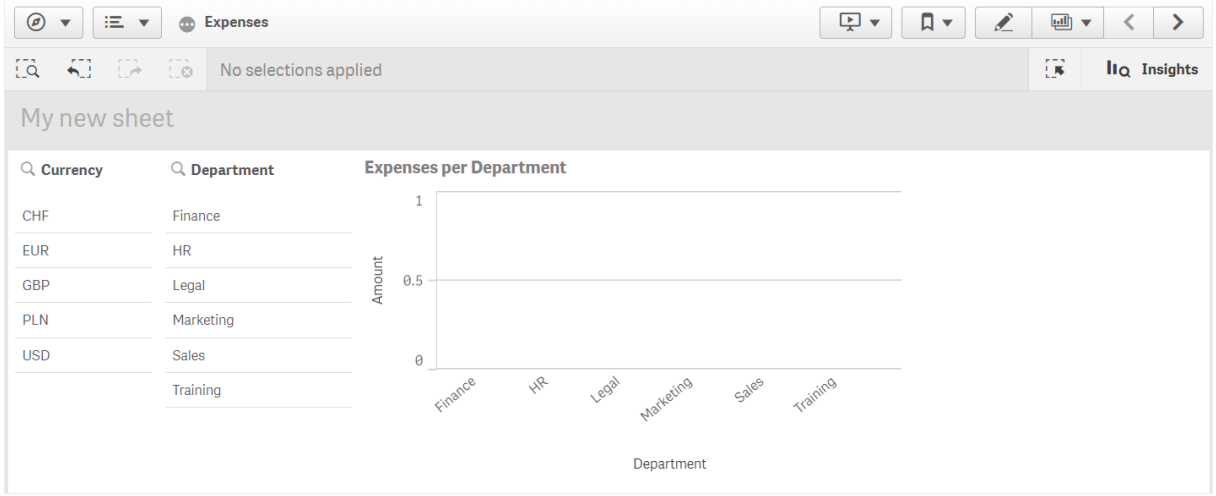 Expenses
No selections applied
Insights
My new sheet
Currency
CHF
EUR
GBP
PLN
USD
Department
Finance
HR
Legal
Marketing
Sales
Training
Expenses per Department
Amount
1
0.5
0
Finance
HR
Legal
Marketing
Sales
Training
Department